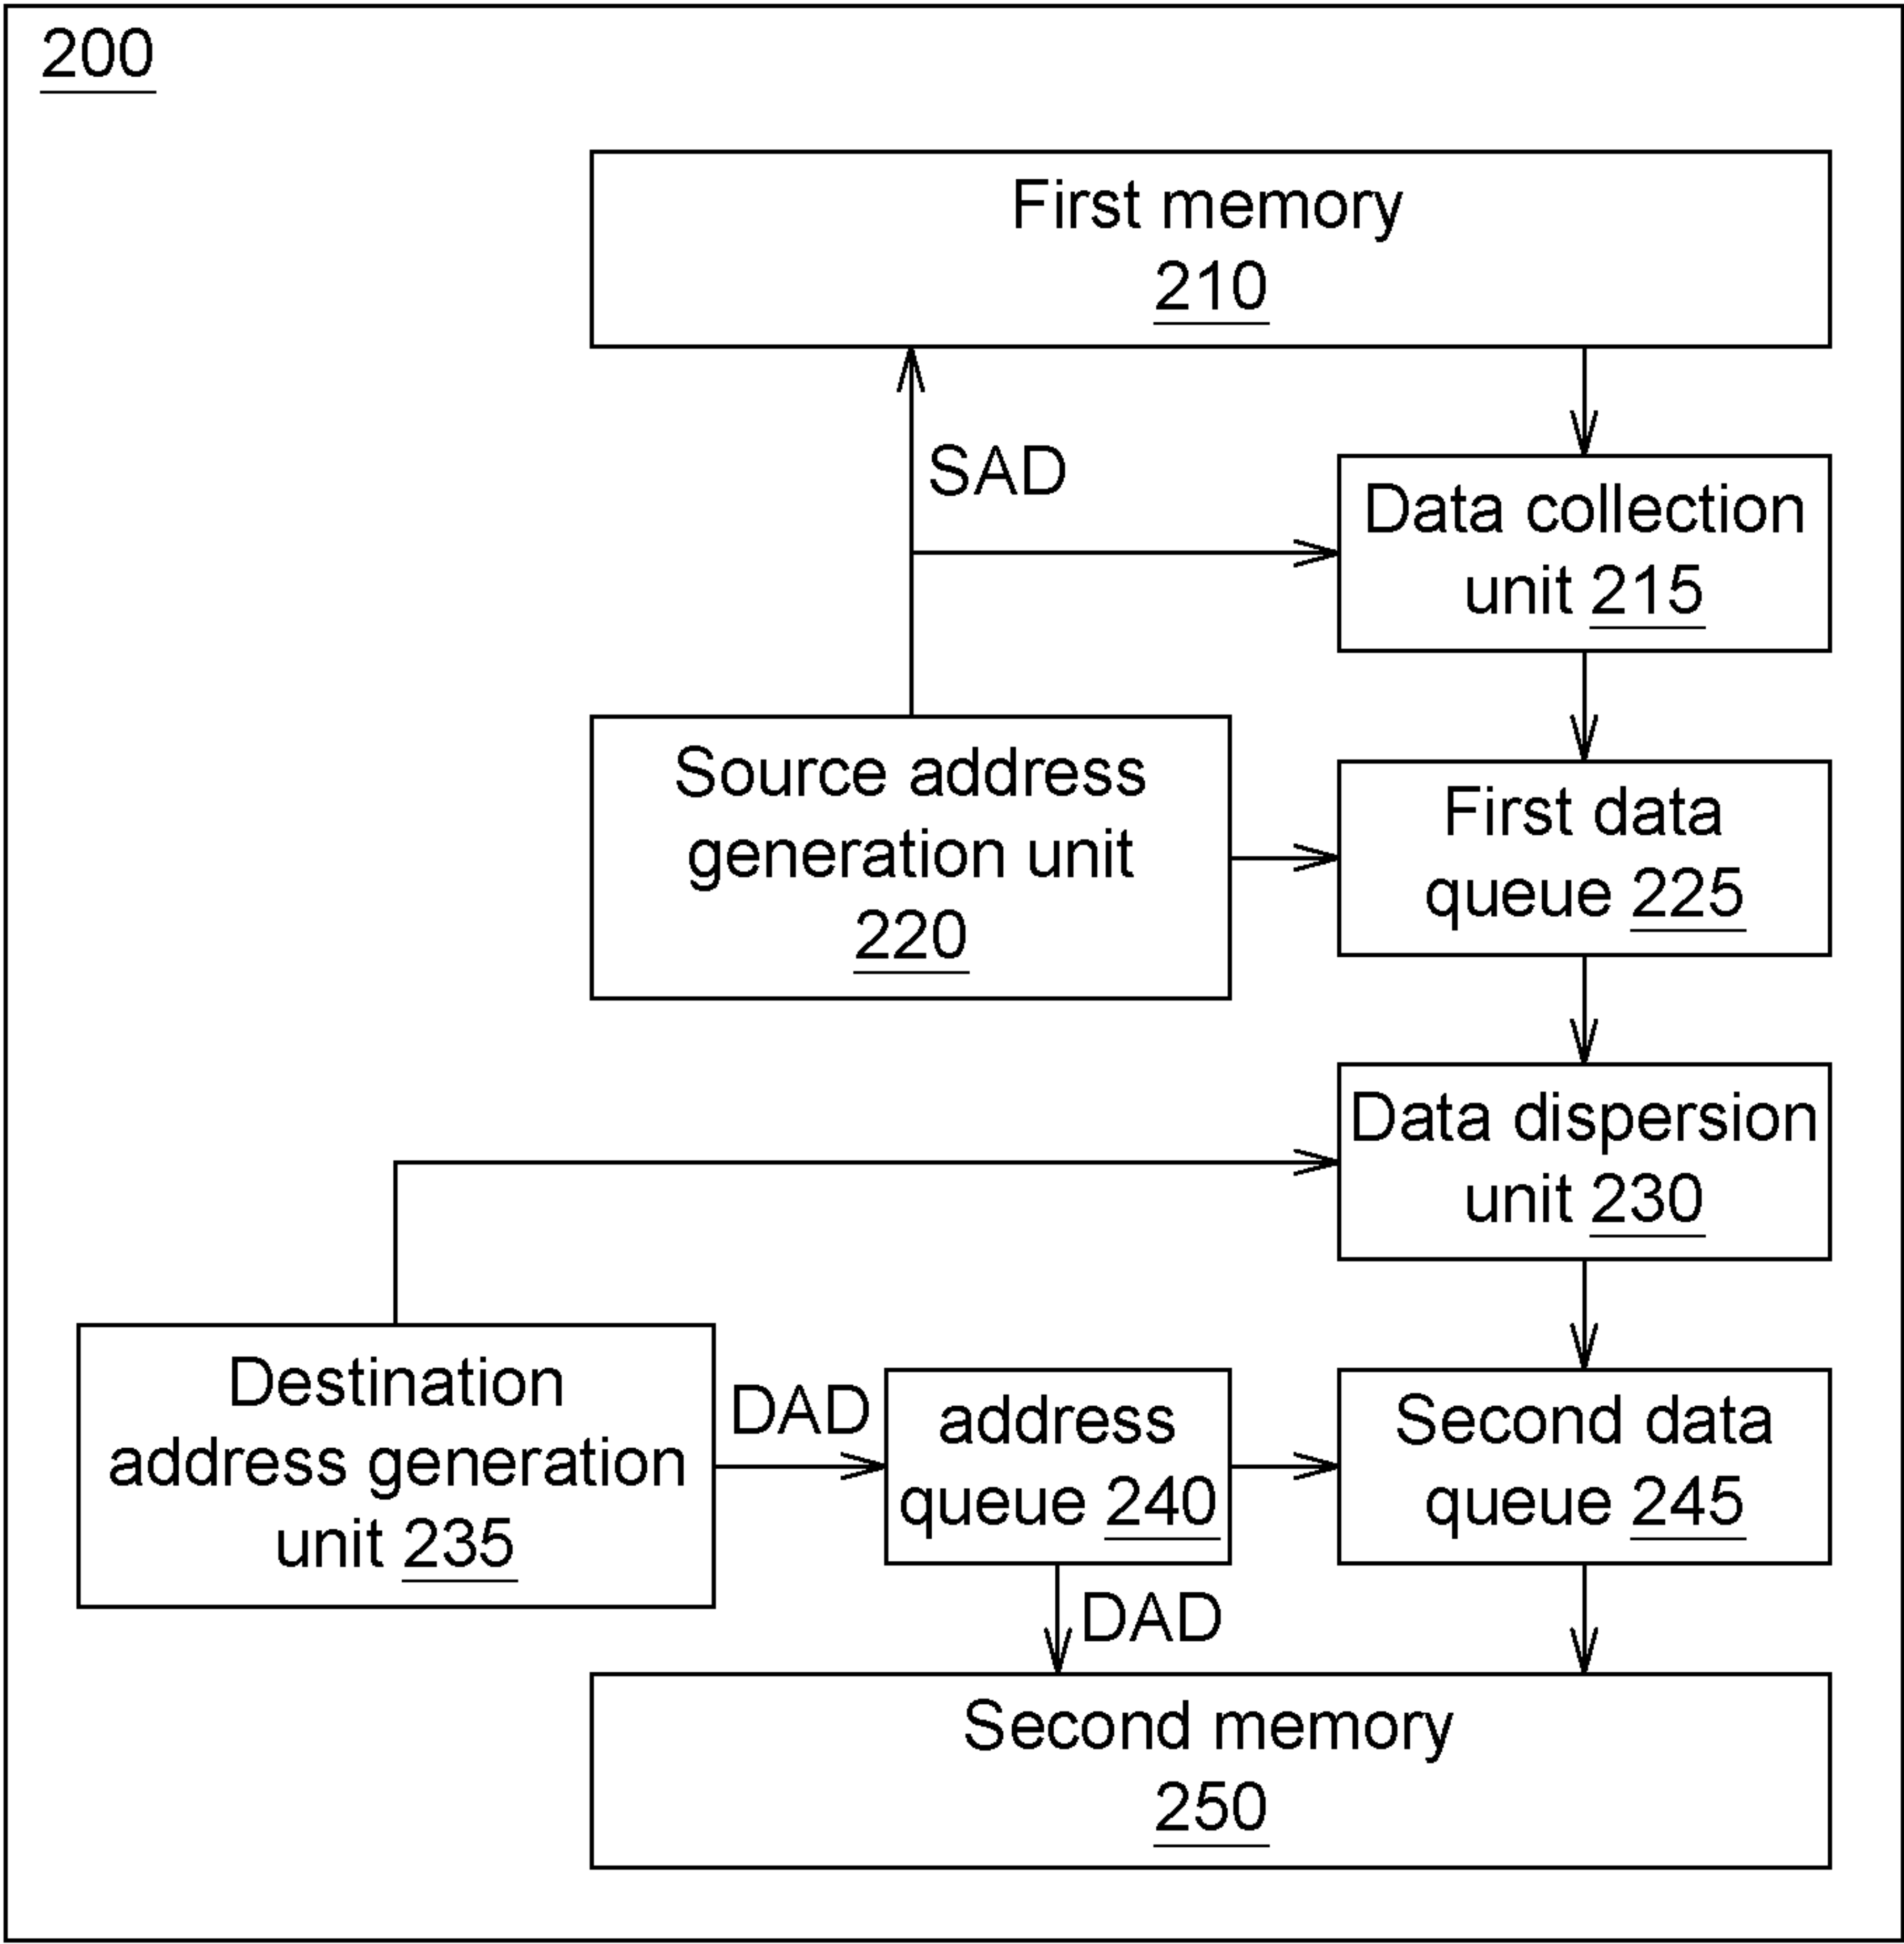 200
First memory
210
SAD
Data collection
unit 215
Source address
generation unit
220
First data
queue 225
Data dispersion
unit 230
Destination
address generation
unit 235
DAD
address
queue 240
Second data
queue 245
DAD
Second memory
250